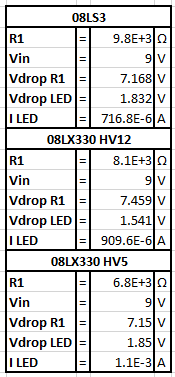 08LS3
R1 = 9.8E+3 Ω
Vin = 9 V
Vdrop R1 = 7.168 V
Vdrop LED = 1.832 V
I LED = 716.8E-6 A
08LX330 HV12
R1 = 8.1E+3 Ω
Vin = 9 V
Vdrop R1 = 7.459 V
Vdrop LED = 1.541 V
I LED = 909.6E-6 A
08LX330 HV5
R1 = 6.8E+3 Ω
Vin = 9 V
Vdrop R1 = 7.15 V
Vdrop LED = 1.85 V
I LED = 1.1E-3 A